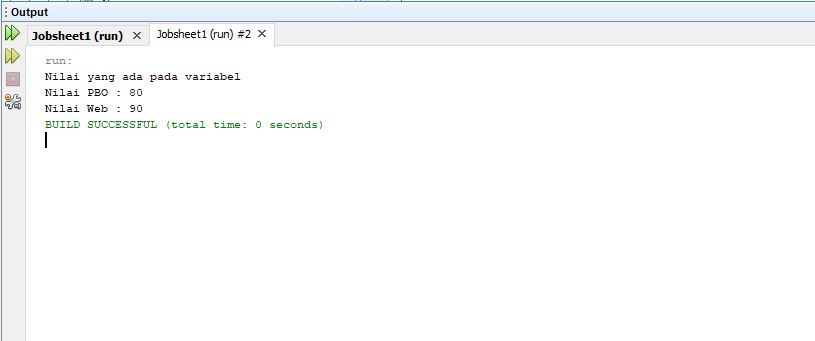 Output
Jobsheet1 (run) Jobsheet1 (run) #2
run:
Nilai yang ada pada variabel
Nilai PBO : 80
Nilai Web : 90
BUILD SUCCESSFUL (total time: 0 seconds)